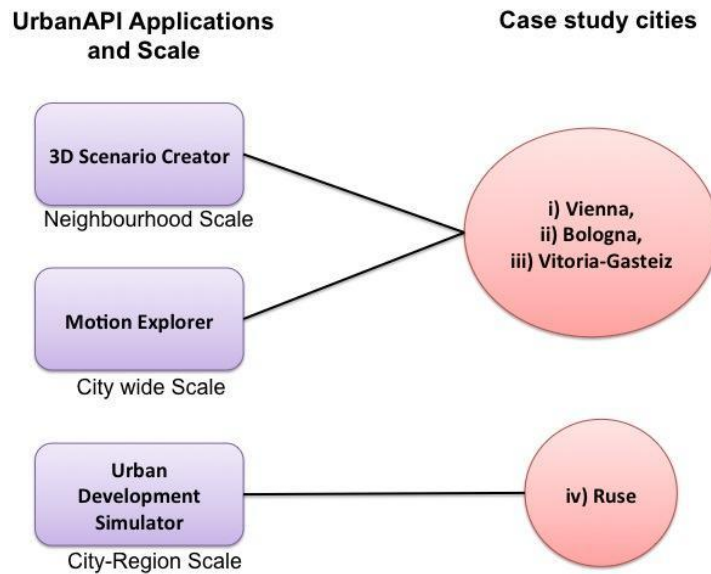 UrbanAPI Applications
and Scale
Case study cities
3D Scenario Creator
Neighbourhood Scale
i) Vienna,
ii) Bologna,
iii) Vitoria-Gasteiz
Motion Explorer
City wide Scale
Urban
Development
Simulator
City-Region Scale
iv) Ruse